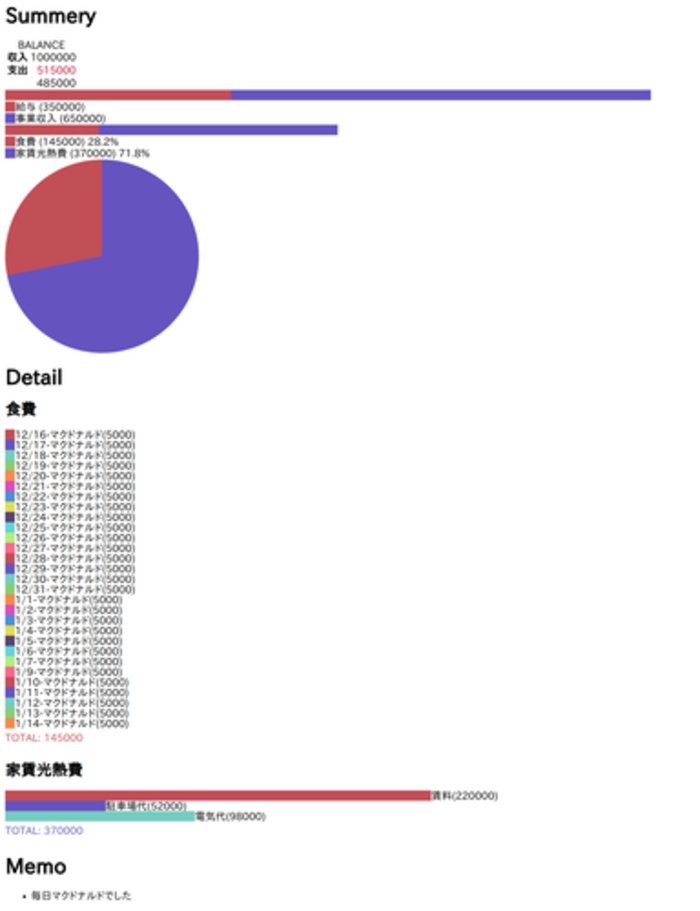 Summery
BALANCE
収入 1000000
支出 515000
485000
給与 (350000)
事業収入 (650000)
食費 (145000) 28.2%
家賃光熱費 (370000) 71.8%
Detail
食費
12/16-マクドナルド(5000)
12/17-マクドナルド(5000)
12/18-マクドナルド(5000)
12/19-マクドナルド(5000)
12/20-マクドナルド(5000)
12/21-マクドナルド(5000)
12/22-マクドナルド(5000)
12/23-マクドナルド(5000)
12/24-マクドナルド(5000)
12/25-マクドナルド(5000)
12/26-マクドナルド(5000)
12/27-マクドナルド(5000)
12/28-マクドナルド(5000)
12/29-マクドナルド(5000)
12/30-マクドナルド(5000)
12/31-マクドナルド(5000)
1/1-マクドナルド(5000)
1/2-マクドナルド(5000)
1/3-マクドナルド(5000)
1/4-マクドナルド(5000)
1/5-マクドナルド(5000)
1/6-マクドナルド(5000)
1/7-マクドナルド(5000)
1/9-マクドナルド(5000)
1/10-マクドナルド(5000)
1/11-マクドナルド(5000)
1/12-マクドナルド(5000)
1/13-マクドナルド(5000)
1/14-マクドナルド(5000)
TOTAL: 145000
家賃光熱費
賃料(220000)
駐車場代(52000)
電気代(98000)
TOTAL: 370000
Memo
• 毎日マクドナルドでした